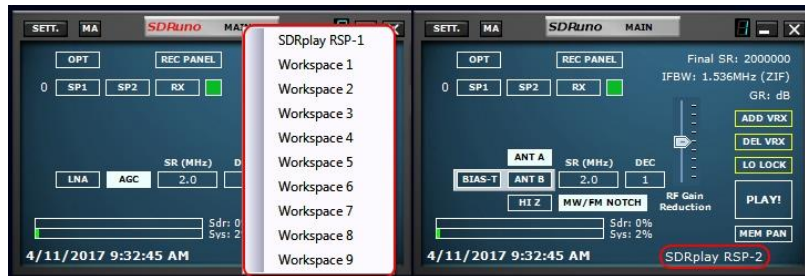 SETT. MA SDRuno MAIN
OPT REC PANEL
0 SP1 SP2 RX
SR (MHz)
LNA AGC 2.0
Sdr: 0
Sys: 2
4/11/2017 9:32:45 AM
SDRplay RSP-1
Workspace 1
Workspace 2
Workspace 3
Workspace 4
Workspace 5
Workspace 6
Workspace 7
Workspace 8
Workspace 9
SETT. MA SDRuno MAIN
OPT REC PANEL Final SR: 2000000
IFBW: 1.536MHz (ZIF)
0 SP1 SP2 RX GR: dB
ADD VRX
DEL VRX
ANT A SR (MHz) DEC LO LOCK
BIAS-T ANT B 2.0 1
HI Z MW/FM NOTCH RF Gain
Reduction PLAY!
Sdr: 0%
Sys: 2% MEM PAN
4/11/2017 9:32:45 AM SDRplay RSP-2